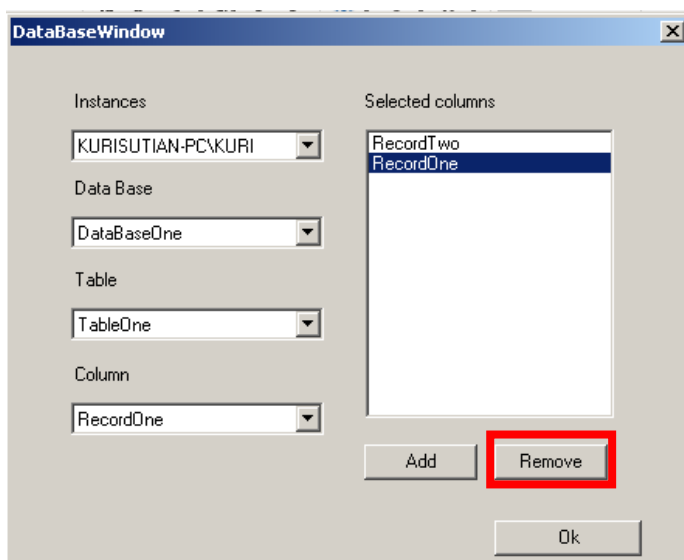 DataBaseWindow
Instances
KURISUTIAN-PC\KURI
Data Base
DataBaseOne
Table
TableOne
Column
RecordOne
Selected columns
RecordTwo
RecordOne
Add
Remove
Ok